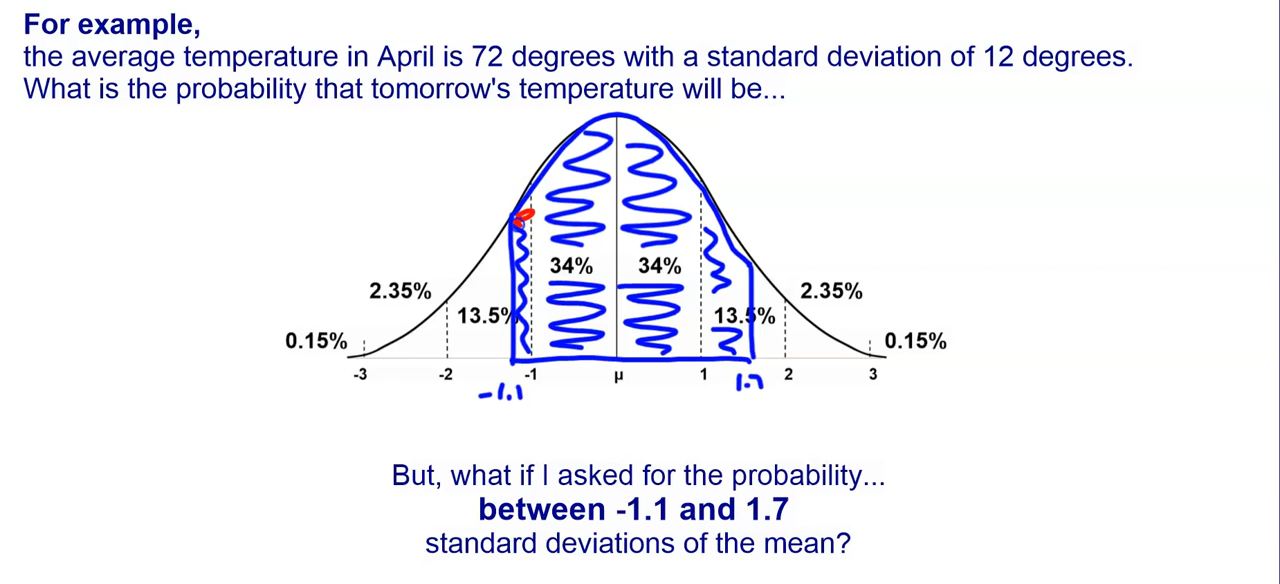 For example,
the average temperature in April is 72 degrees with a standard deviation of 12 degrees.
What is the probability that tomorrow's temperature will be...
34% 34%
2.35% 2.35%
13.5% 13.5%
0.15% 0.15%
-3 -2 -1 μ 1 2 3
-1.1 1.7
But, what if I asked for the probability...
between -1.1 and 1.7
standard deviations of the mean?